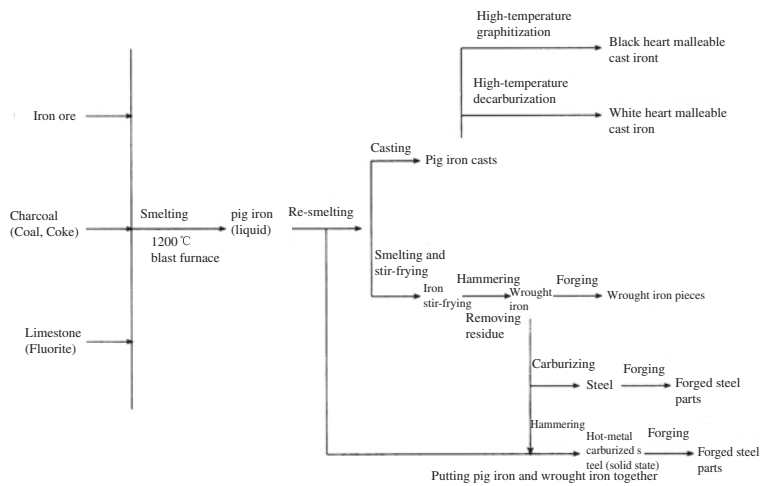 High-temperature
graphitization
Black heart malleable
cast iront
High-temperature
decarburization
White heart malleable
cast iron
Iron ore
Casting
Pig iron casts
Charcoal
(Coal, Coke)
Smelting
1200℃
blast furnace
pig iron
(liquid)
Re-smelting
Smelting and
stir-frying
Iron
stir-frying
Hammering
Removing
residue
Wrought
iron
Forging
Wrought iron pieces
Limestone
(Fluorite)
Carburizing
Steel
Forging
Forged steel
parts
Hammering
Hot-metal
carburized s
teel (solid state)
Forging
Forged steel
parts
Putting pig iron and wrought iron together